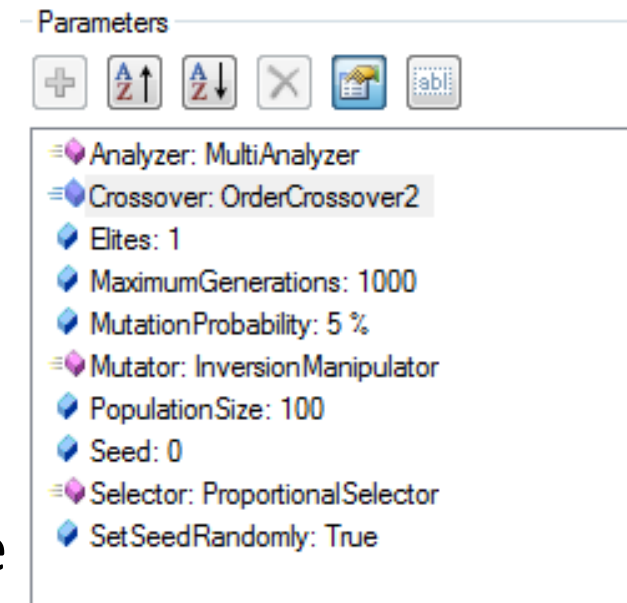 Parameters
A Z
A Z
abl
Analyzer: MultiAnalyzer
Crossover: OrderCrossover2
Elites: 1
MaximumGenerations: 1000
MutationProbability: 5 %
Mutator: InversionManipulator
PopulationSize: 100
Seed: 0
Selector: ProportionalSelector
e
SetSeedRandomly: True